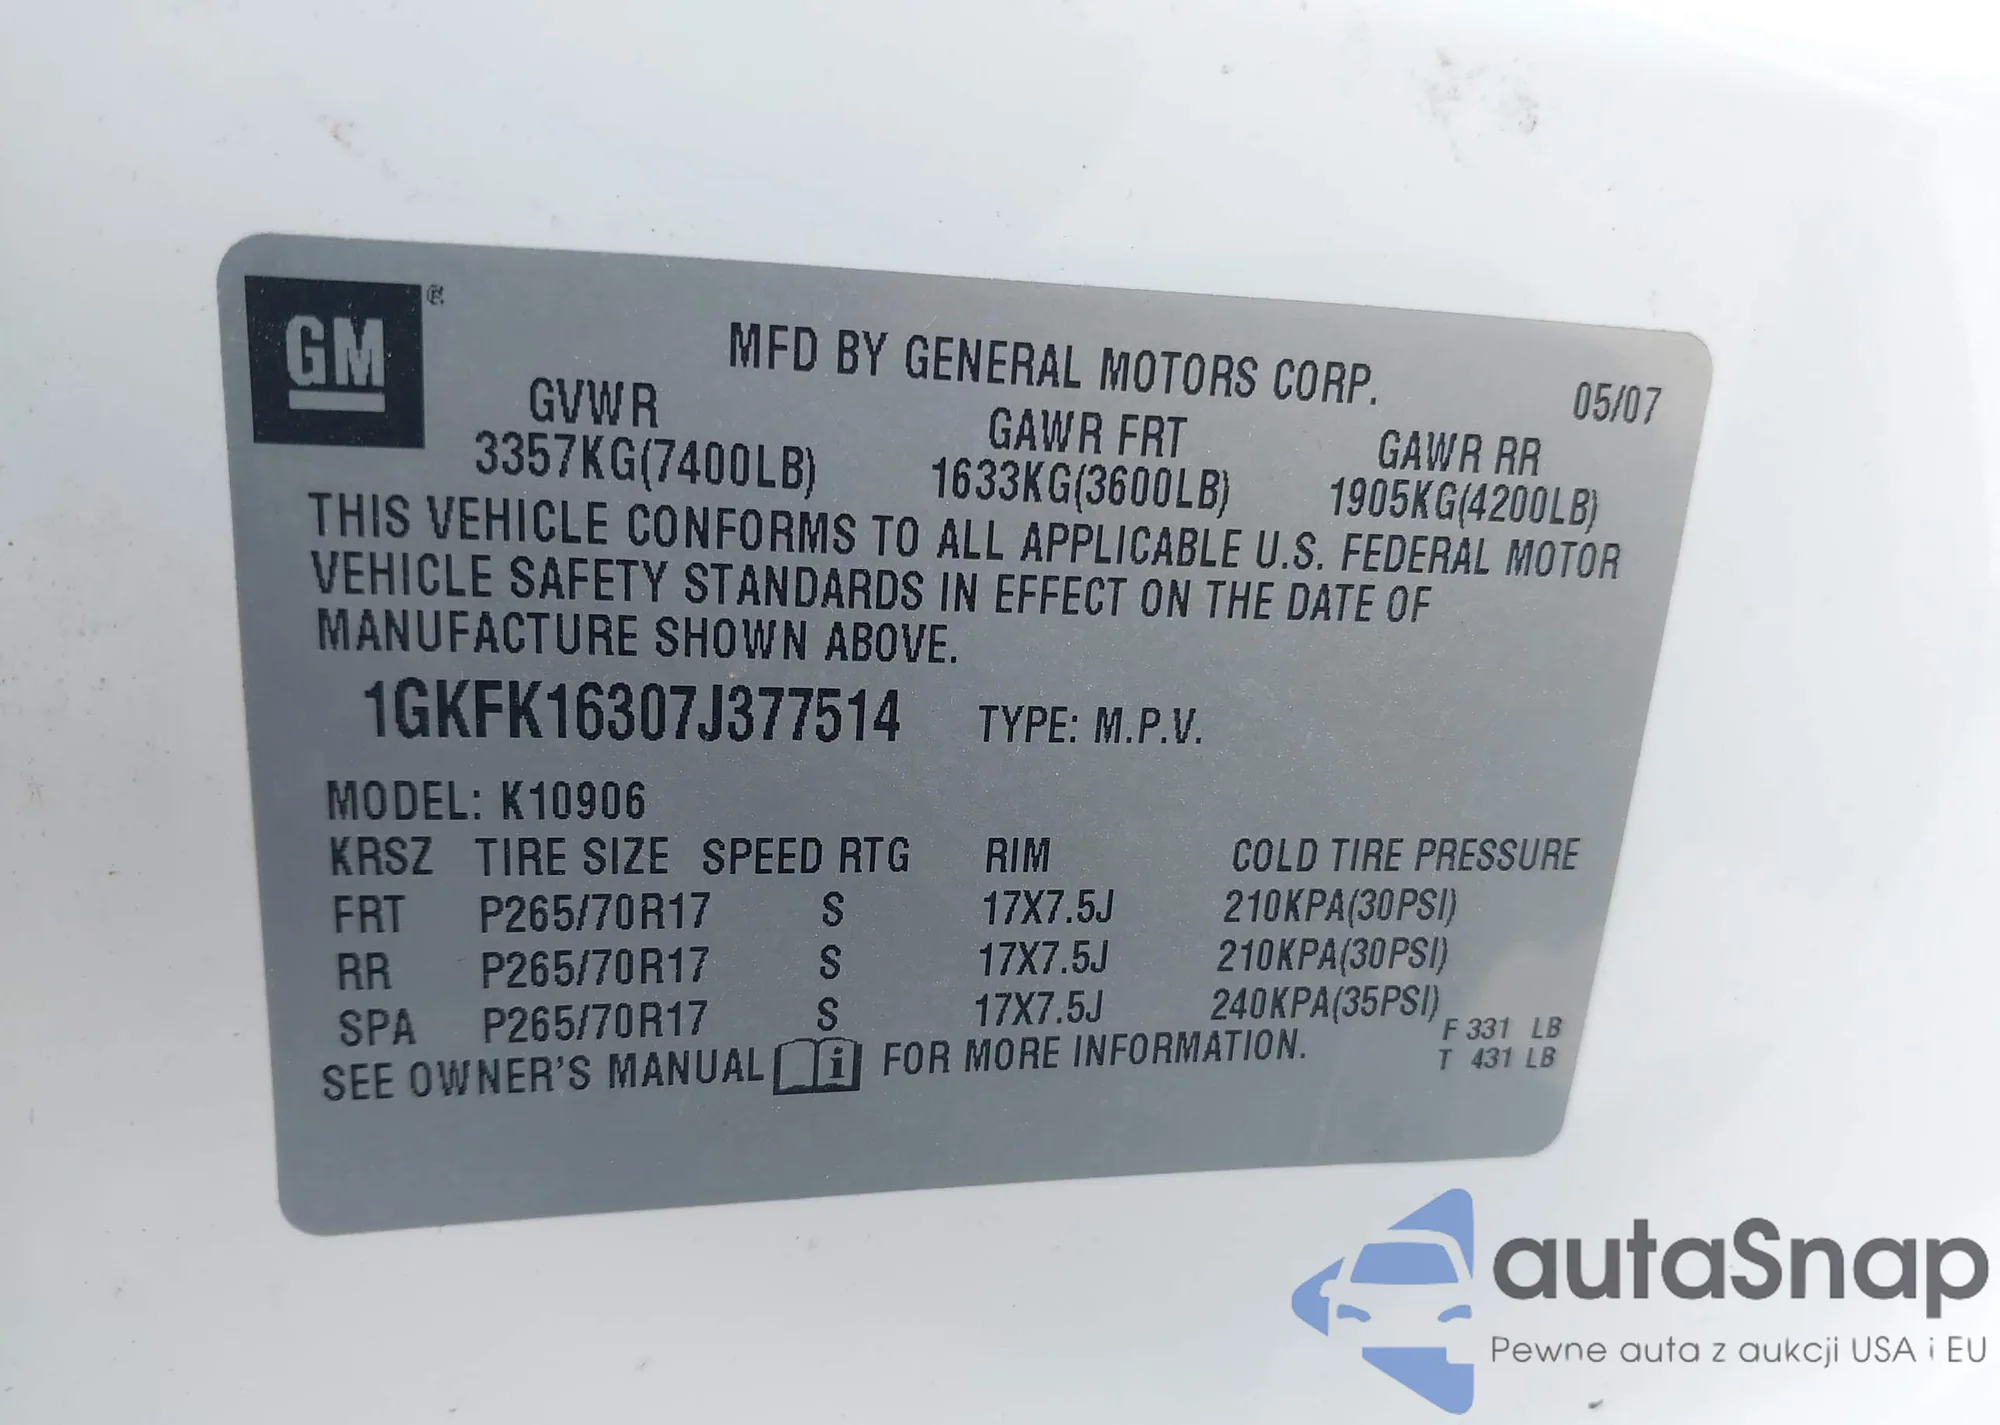 GM ®
MFD BY GENERAL MOTORS CORP.
05/07
GVWR GAWR FRT GAWR RR
3357KG(7400LB) 1633KG(3600LB) 1905KG(4200LB)
THIS VEHICLE CONFORMS TO ALL APPLICABLE U.S. FEDERAL MOTOR
VEHICLE SAFETY STANDARDS IN EFFECT ON THE DATE OF
MANUFACTURE SHOWN ABOVE.
1GKFK16307J377514 TYPE: M.P.V.
MODEL: K10906
KRSZ TIRE SIZE SPEED RTG RIM COLD TIRE PRESSURE
FRT P265/70R17 S 17X7.5J 210KPA(30PSI)
RR P265/70R17 S 17X7.5J 210KPA(30PSI)
SPA P265/70R17 S 17X7.5J 240KPA(35PSI)
SEE OWNER'S MANUAL i FOR MORE INFORMATION.
F 331 LB
T 431 LB
autaSnap
Pewne auta z aukcji USA i EU